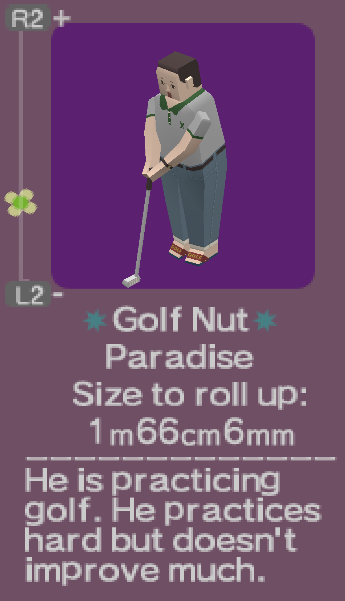 R2 +
L2 -
Golf Nut
Paradise
Size to roll up:
1m66cm6mm
He is practicing
golf. He practices
hard but doesn't
improve much.